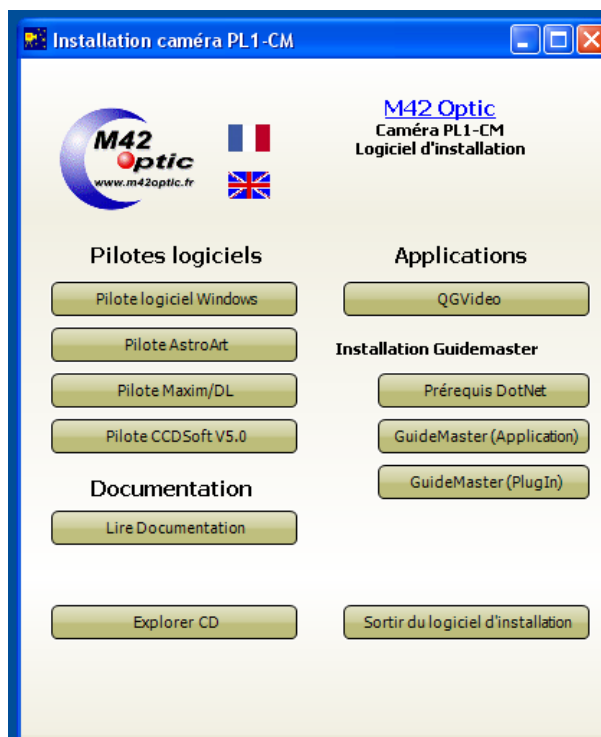 Installation caméra PL1-CM
M42
Optic
www.m42optic.fr
M42 Optic
Caméra PL1-CM
Logiciel d'installation
Pilotes logiciels
Pilote logiciel Windows
Pilote AstroArt
Pilote Maxim/DL
Pilote CCDSoft V5.0
Documentation
Lire Documentation
Explorer CD
Applications
QGVideo
Installation Guidemaster
Prérequis DotNet
GuideMaster (Application)
GuideMaster (PlugIn)
Sortir du logiciel d'installation